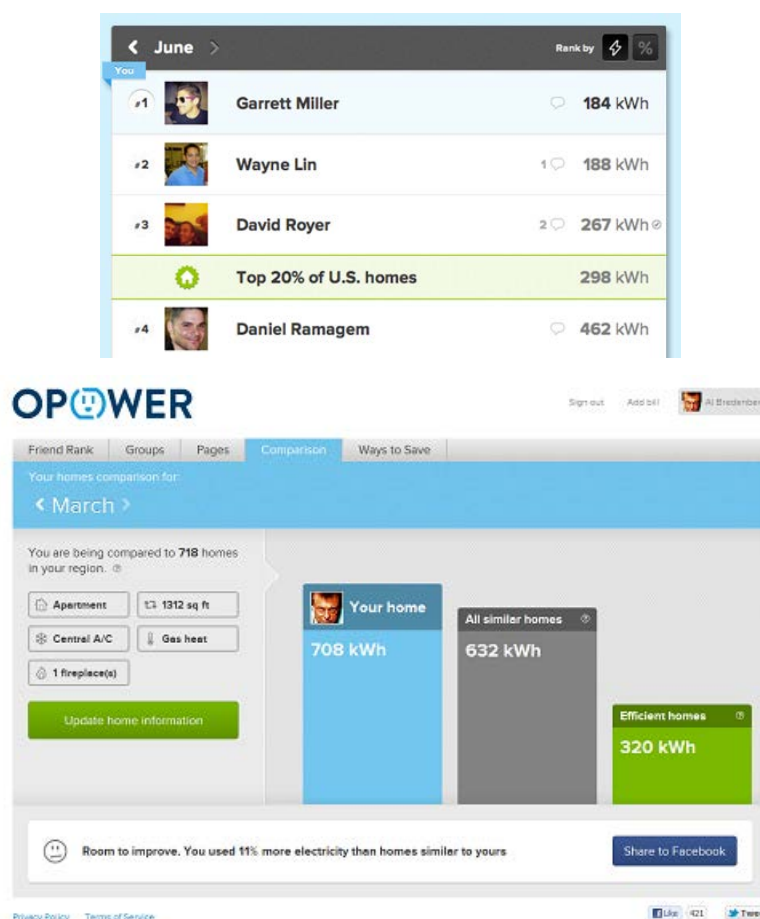 June
Rank by
%
You
#1 Garrett Miller 184 kWh
#2 Wayne Lin 1 188 kWh
#3 David Royer 2 267 kWh
Top 20% of U.S. homes 298 kWh
#4 Daniel Ramagem 462 kWh
OPOWER
Sign out Add bill Al Bredenber
Friend Rank Groups Pages Comparison Ways to Save
Your homes comparison for:
March
You are being compared to 718 homes
in your region.
Apartment 1312 sq ft
Central A/C Gas heat
1 fireplace(s)
Update home information
Your home
708 kWh
All similar homes
632 kWh
Efficient homes
320 kWh
Room to improve. You used 11% more electricity than homes similar to yours
Share to Facebook
Privacy Policy Terms of Service
Like 421 Twee